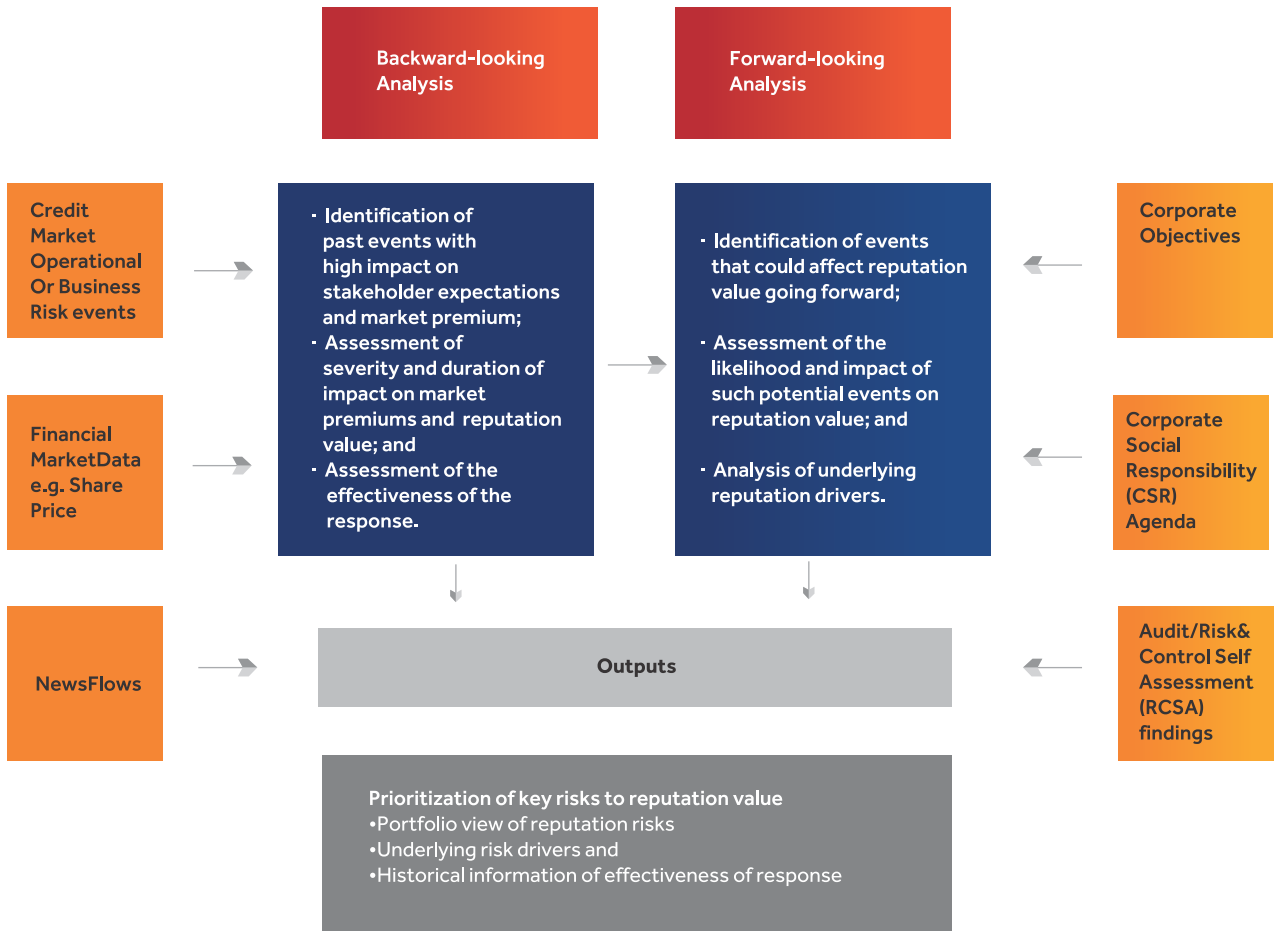 Backward-looking
Analysis
Forward-looking
Analysis
Credit
Market
Operational
Or Business
Risk events
Financial
MarketData
e.g. Share
Price
NewsFlows
· Identification of
past events with
high impact on
stakeholder expectations
and market premium;
· Assessment of
severity and duration of
impact on market
premiums and reputation
value; and
· Assessment of the
effectiveness of the
response.
· Identification of events
that could affect reputation
value going forward;
· Assessment of the
likelihood and impact of
such potential events on
reputation value; and
· Analysis of underlying
reputation drivers.
Corporate
Objectives
Corporate
Social
Responsibility
(CSR)
Agenda
Audit/Risk&
Control Self
Assessment
(RCSA)
findings
Outputs
Prioritization of key risks to reputation value
•Portfolio view of reputation risks
•Underlying risk drivers and
•Historical information of effectiveness of response